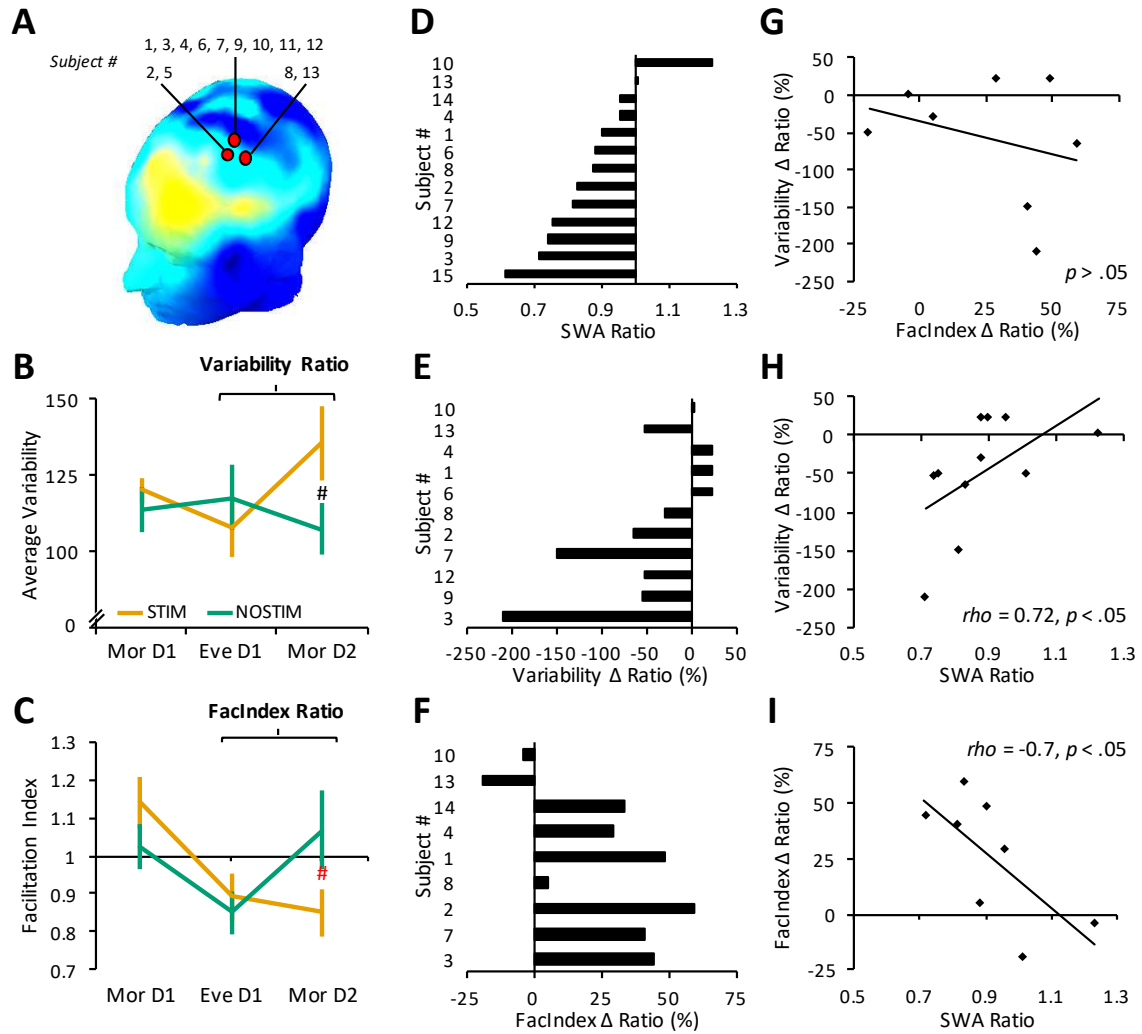 A
1, 3, 4, 6, 7, 9, 10, 11, 12
Subject #
2, 5
8, 13
B
Variability Ratio
150
125
100
0
Average Variability
#
STIM
NOSTIM
Mor D1
Eve D1
Mor D2
C
FacIndex Ratio
1.3
1.2
1.1
1
0.9
0.8
0.7
Facilitation Index
#
Mor D1
Eve D1
Mor D2
D
Subject #
10
13
14
4
1
6
8
2
7
12
9
3
15
0.5 0.7 0.9 1.1 1.3
SWA Ratio
E
Subject #
10
13
4
1
6
8
2
7
12
9
3
-250 -200 -150 -100 -50 0 50
Variability Δ Ratio (%)
F
Subject #
10
13
14
4
1
8
2
7
3
-25 0 25 50 75
FacIndex Δ Ratio (%)
G
Variability Δ Ratio (%)
50
0
-50
-100
-150
-200
-250
p > .05
-25 0 25 50 75
FacIndex Δ Ratio (%)
H
Variability Δ Ratio (%)
50
0
-50
-100
-150
-200
-250
rho = 0.72, p < .05
0.5 0.7 0.9 1.1 1.3
SWA Ratio
I
FacIndex Δ Ratio (%)
75
50
25
0
-25
rho = -0.7, p < .05
0.5 0.7 0.9 1.1 1.3
SWA Ratio